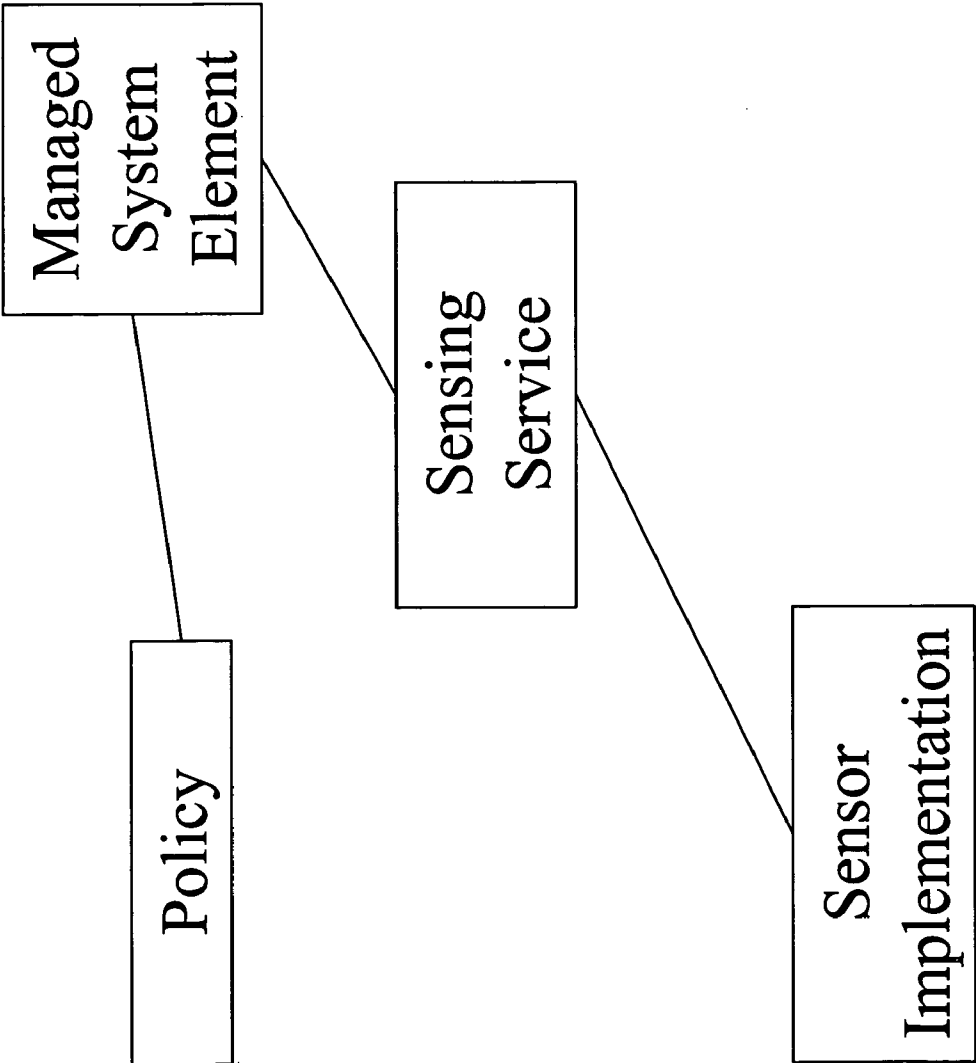 Managed
System
Element
Sensing
Service
Policy
Sensor
Implementation